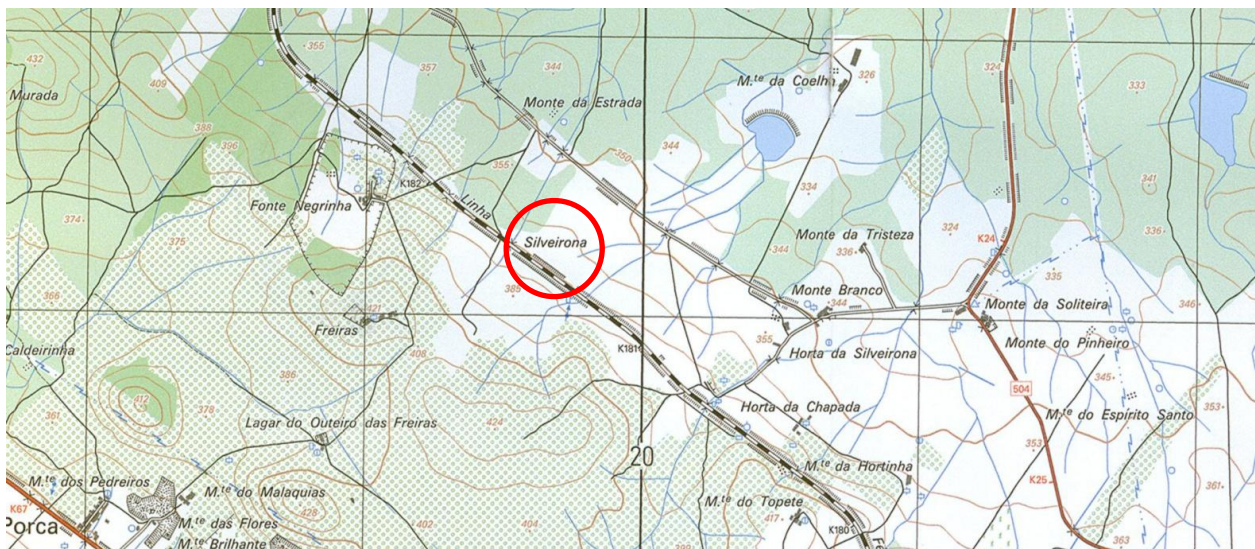 355
432
357
344
324
326
M.te da Coelha
333
409
Murada
Monte da Estrada
388
396
350
344
355
K182
341
Fonte Negrinha
Linha
334
374
375
Silveirona
Monte da Tristeza
324
336
K24
336
344
335
366
385
Monte Branco
344
346
421
Monte da Soliteira
Freiras
355
Monte do Pinheiro
Caldeirinha
408
K181
Horta da Silveirona
386
504
345
412
378
Horta da Chapada
353
361
424
M.te do Espírito Santo
Lagar do Outeiro das Freiras
353
20
M.te da Hortinha
M.te dos Pedreiros
K25
361
M.te do Malaquias
K67
M.te do Topete
428
Porca
M.te das Flores
402
404
417
K180
M.te Brilhante
363